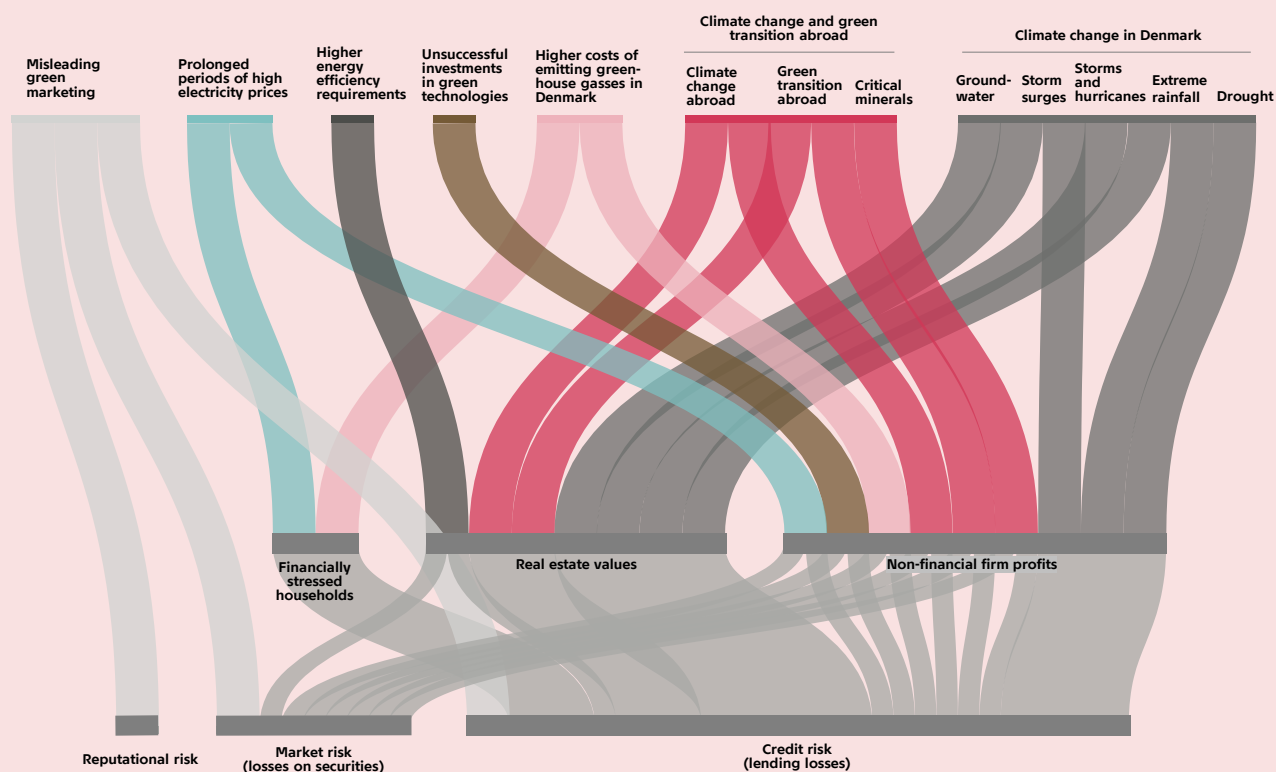 Climate change and green
transition abroad
Climate change in Denmark
Misleading
green
marketing
Prolonged
periods of high
electricity prices
Higher
energy
efficiency
requirements
Unsuccessful
investments
in green
technologies
Higher costs of
emitting green-
house gasses in
Denmark
Climate
change
abroad
Green
transition
abroad
Critical
minerals
Ground-
water
Storm
surges
Storms
and
hurricanes
Extreme
rainfall
Drought
Financially
stressed
households
Real estate values
Non-financial firm profits
Reputational risk
Market risk
(losses on securities)
Credit risk
(lending losses)